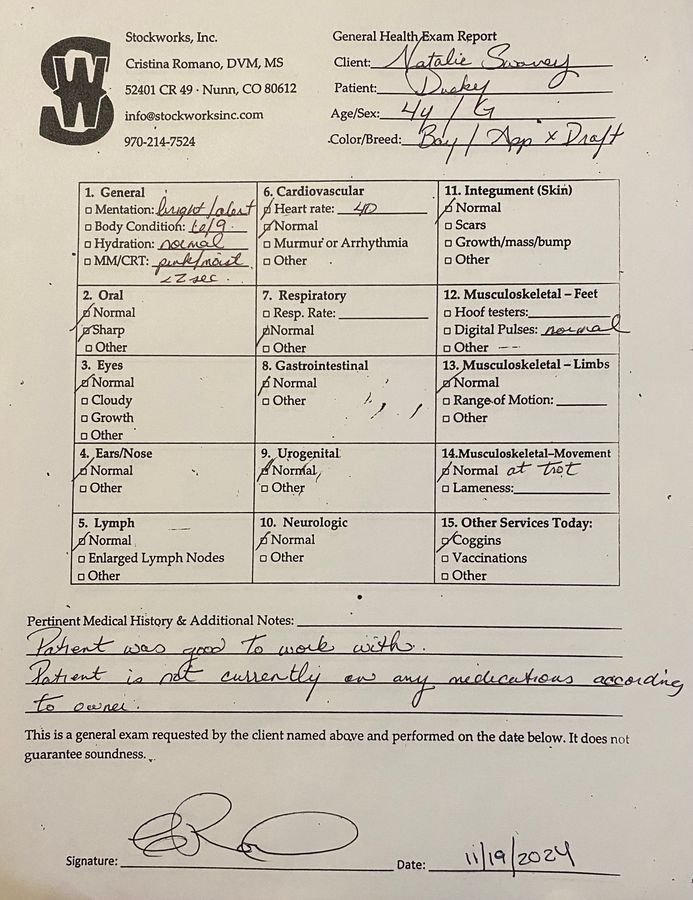 Stockworks, Inc.
Cristina Romano, DVM, MS
52401 CR 49 · Nunn, CO 80612
info@stockworksinc.com
970-214-7524
SW
General Health Exam Report
Client: Natalie
Patient: Dusky
Age/Sex: 4y / G
Color/Breed: Bay / App x Draft
1. General
□ Mentation: bright/alert
□ Body Condition: 6/9
□ Hydration: normal
□ MM/CRT: pink/moist
<2 sec.
6. Cardiovascular
☑ Heart rate: 40
☑ Normal
□ Murmur or Arrhythmia
□ Other
11. Integument (Skin)
☑ Normal
□ Scars
□ Growth/mass/bump
□ Other
2. Oral
☑ Normal
☑ Sharp
□ Other
7. Respiratory
□ Resp. Rate:
☑ Normal
□ Other
12. Musculoskeletal – Feet
□ Hoof testers:
□ Digital Pulses: normal
□ Other
3. Eyes
☑ Normal
□ Cloudy
□ Growth
□ Other
8. Gastrointestinal
☑ Normal
□ Other
13. Musculoskeletal – Limbs
☑ Normal
□ Range of Motion:
□ Other
4. Ears/Nose
☑ Normal
□ Other
9. Urogenital
☑ Normal
□ Other
14.Musculoskeletal–Movement
☑ Normal at trot
□ Lameness:
5. Lymph
☑ Normal
□ Enlarged Lymph Nodes
□ Other
10. Neurologic
☑ Normal
□ Other
15. Other Services Today:
☑ Coggins
□ Vaccinations
□ Other
Pertinent Medical History & Additional Notes:
Patient was good to work with.
Patient is not currently on any medications according
to owner.
This is a general exam requested by the client named above and performed on the date below. It does not
guarantee soundness.
Signature:
Date: 11/19/2024